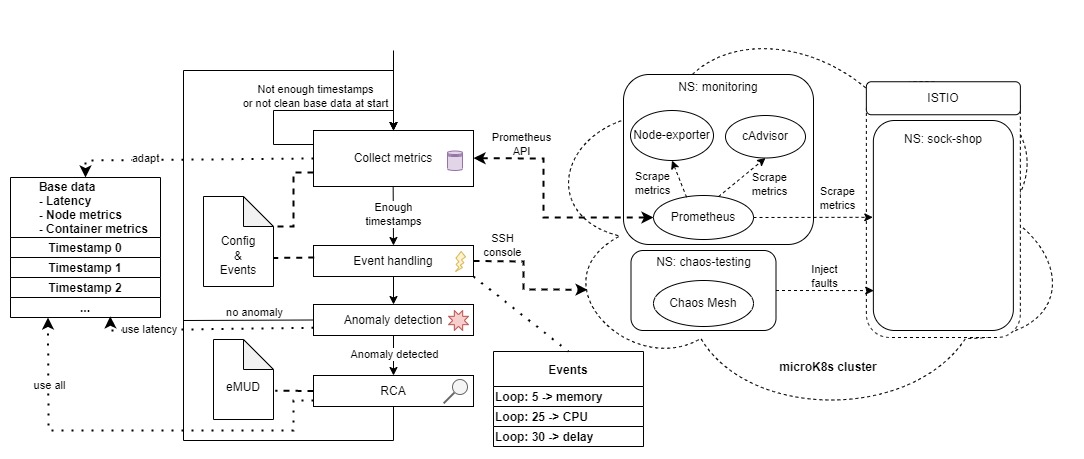 Not enough timestamps
or not clean base data at start
Collect metrics
adapt
Base data
- Latency
- Node metrics
- Container metrics
Timestamp 0
Timestamp 1
Timestamp 2
...
Enough
timestamps
Config
&
Events
Event handling
no anomaly
Anomaly detection
use latency
Anomaly detected
use all
eMUD
RCA
Prometheus
API
SSH
console
Events
Loop: 5 -> memory
Loop: 25 -> CPU
Loop: 30 -> delay
NS: monitoring
Node-exporter
cAdvisor
Scrape
metrics
Scrape
metrics
Prometheus
Scrape
metrics
NS: chaos-testing
Chaos Mesh
Inject
faults
ISTIO
NS: sock-shop
microK8s cluster